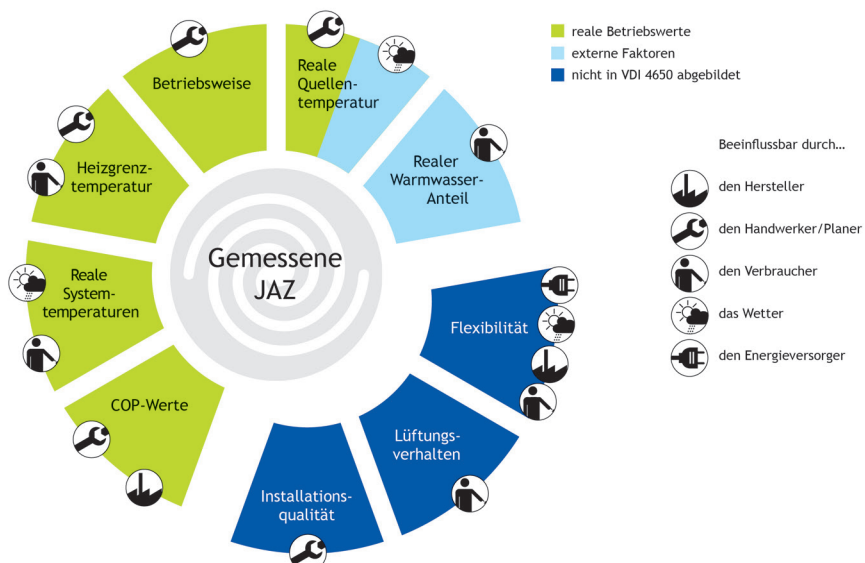 reale Betriebswerte
externe Faktoren
nicht in VDI 4650 abgebildet
Reale
Quellen-
temperatur
Betriebsweise
Realer
Warmwasser-
Anteil
Heizgrenz-
temperatur
Gemessene
JAZ
Reale
System-
temperaturen
Flexibilität
COP-Werte
Lüftungs-
verhalten
Installations-
qualität
Beeinflussbar durch...
den Hersteller
den Handwerker/Planer
den Verbraucher
das Wetter
den Energieversorger